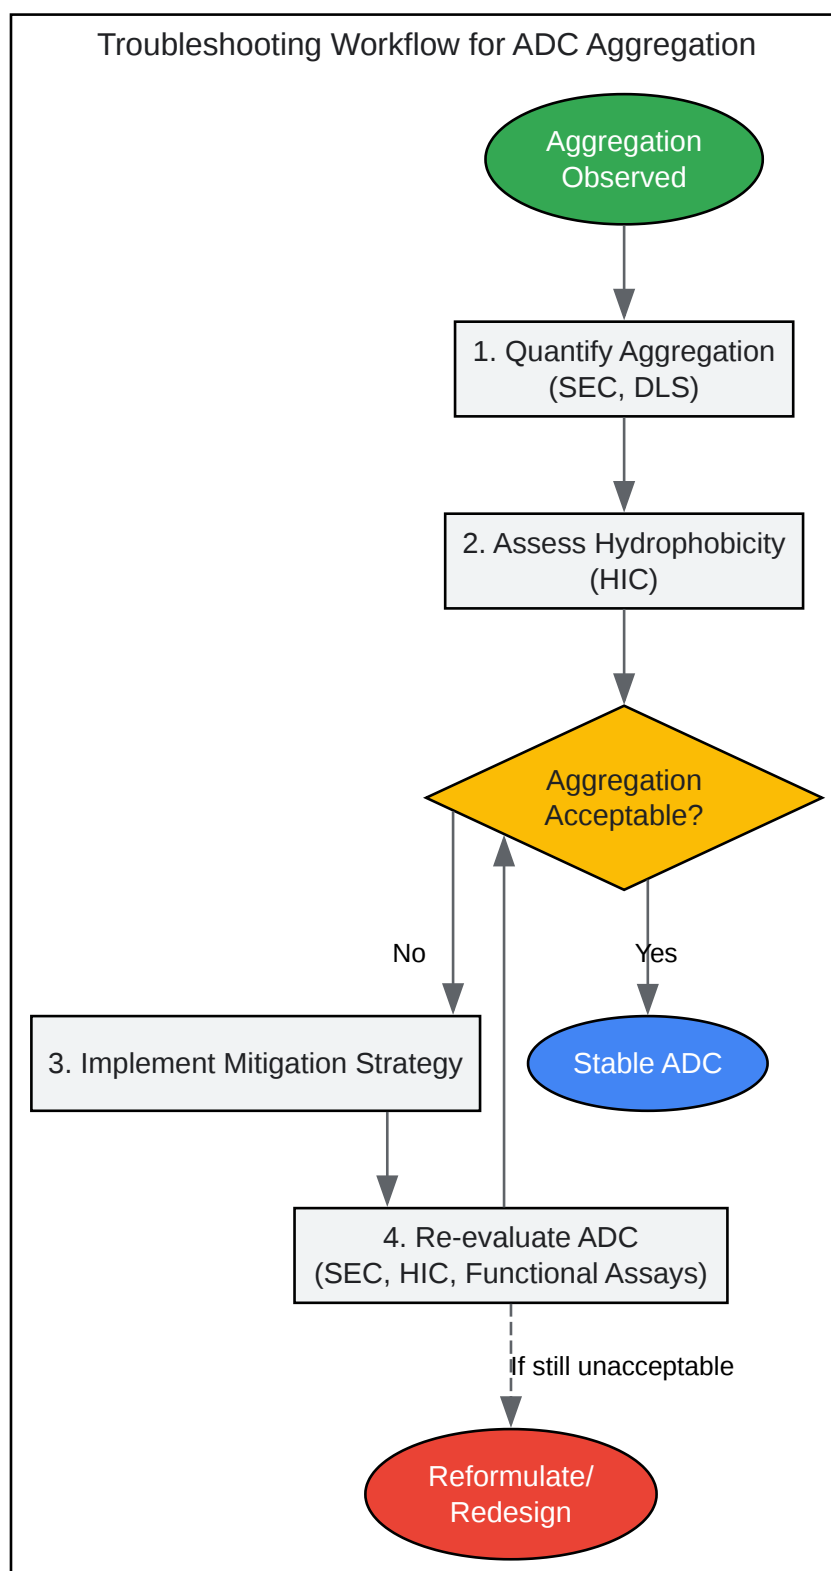 Troubleshooting Workflow for ADC Aggregation
Aggregation
Observed
1. Quantify Aggregation
(SEC, DLS)
2. Assess Hydrophobicity
(HIC)
Aggregation
Acceptable?
No
Yes
3. Implement Mitigation Strategy
Stable ADC
4. Re-evaluate ADC
(SEC, HIC, Functional Assays)
If still unacceptable
Reformulate/
Redesign